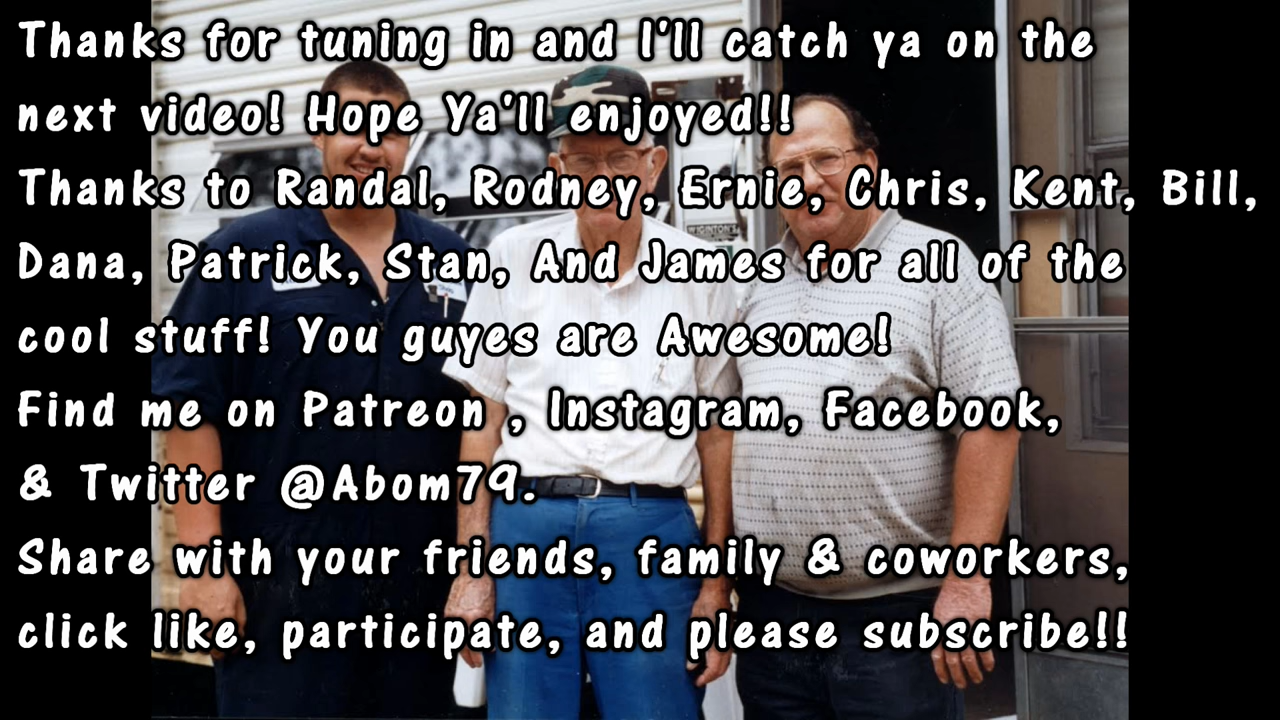 Thanks for tuning in and I'll catch ya on the
next video! Hope Ya'll enjoyed!!
Thanks to Randal, Rodney, Ernie, Chris, Kent, Bill,
Dana, Patrick, Stan, And James for all of the
cool stuff! You guyes are Awesome!
Find me on Patreon , Instagram, Facebook,
& Twitter @Abom79.
Share with your friends, family & coworkers,
click like, participate, and please subscribe!!
WIGINTON'S